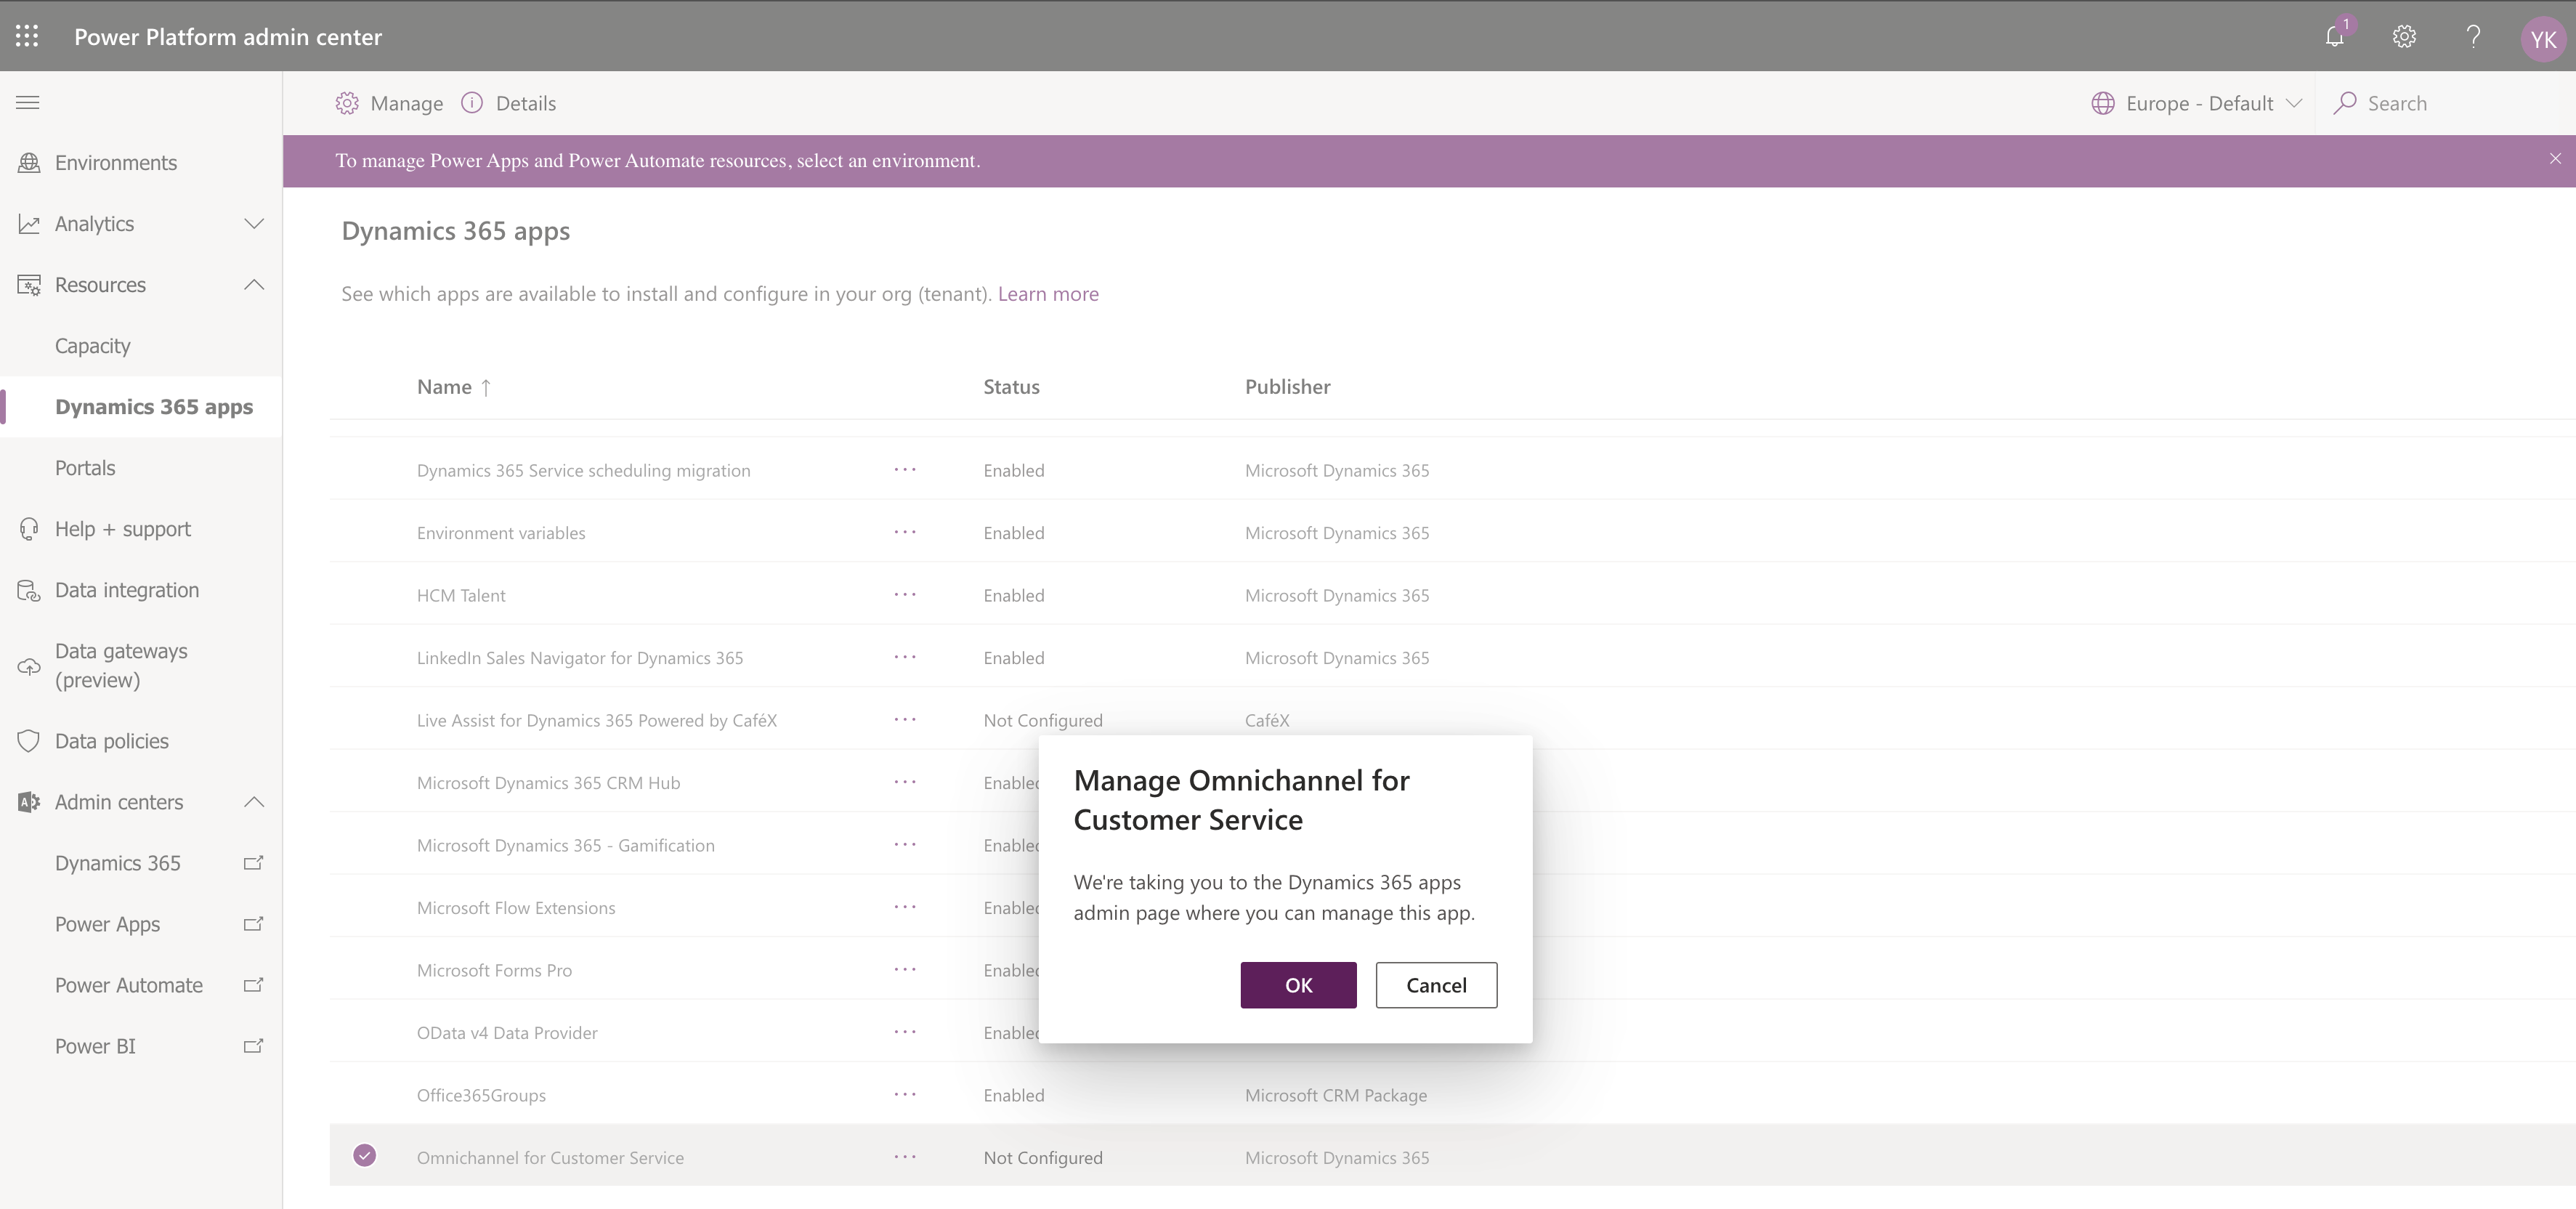 Power Platform admin center
1
YK
Manage
Details
Europe - Default
Search
To manage Power Apps and Power Automate resources, select an environment.
Environments
Analytics
Resources
Capacity
Dynamics 365 apps
Portals
Help + support
Data integration
Data gateways
(preview)
Data policies
Admin centers
Dynamics 365
Power Apps
Power Automate
Power BI
Dynamics 365 apps
See which apps are available to install and configure in your org (tenant). Learn more
Name ↑ Status Publisher
Dynamics 365 Service scheduling migration ... Enabled Microsoft Dynamics 365
Environment variables ... Enabled Microsoft Dynamics 365
HCM Talent ... Enabled Microsoft Dynamics 365
LinkedIn Sales Navigator for Dynamics 365 ... Enabled Microsoft Dynamics 365
Live Assist for Dynamics 365 Powered by CaféX ... Not Configured CaféX
Microsoft Dynamics 365 CRM Hub ... Enabled
Microsoft Dynamics 365 - Gamification ... Enabled
Microsoft Flow Extensions ... Enabled
Microsoft Forms Pro ... Enabled
OData v4 Data Provider ... Enabled
Office365Groups ... Enabled Microsoft CRM Package
Omnichannel for Customer Service ... Not Configured Microsoft Dynamics 365
Manage Omnichannel for
Customer Service
We're taking you to the Dynamics 365 apps
admin page where you can manage this app.
OK
Cancel